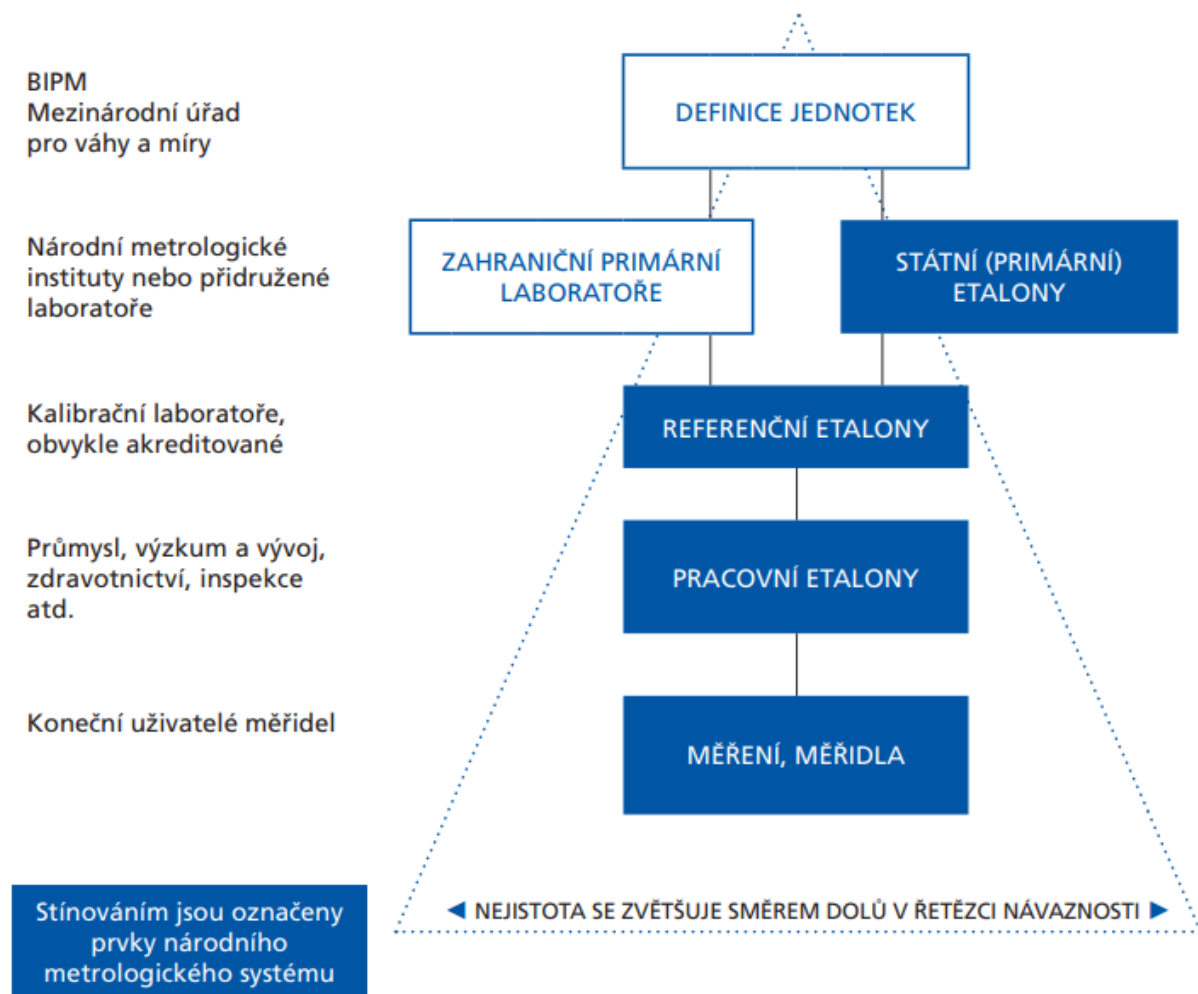 BIPM
Mezinárodní úřad
pro váhy a míry
DEFINICE JEDNOTEK
Národní metrologické
instituty nebo přidružené
laboratoře
ZAHRANIČNÍ PRIMÁRNÍ
LABORATOŘE
STÁTNÍ (PRIMÁRNÍ)
ETALONY
Kalibrační laboratoře,
obvykle akreditované
REFERENČNÍ ETALONY
Průmysl, výzkum a vývoj,
zdravotnictví, inspekce
atd.
PRACOVNÍ ETALONY
Koneční uživatelé měřidel
MĚŘENÍ, MĚŘIDLA
Stínováním jsou označeny
prvky národního
metrologického systému
◄ NEJISTOTA SE ZVĚTŠUJE SMĚREM DOLŮ V ŘETĚZCI NÁVAZNOSTI ►